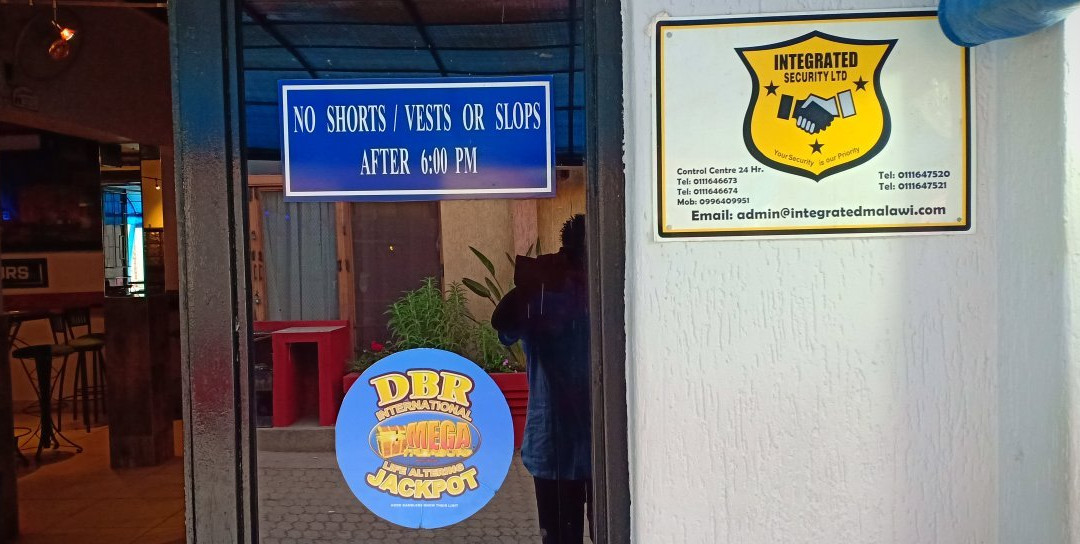 NO SHORTS / VESTS OR SLOPS
AFTER 6:00 PM
INTEGRATED
SECURITY LTD
Your Security is our Priority
Control Centre 24 Hr.
Tel: 0111646673
Tel: 0111646674
Mob: 0996409951
Tel: 0111647520
Tel: 0111647521
Email: admin@integratedmalawi.com
IRS
DBR
INTERNATIONAL
MEGA
LIFE ALTERING
JACKPOT